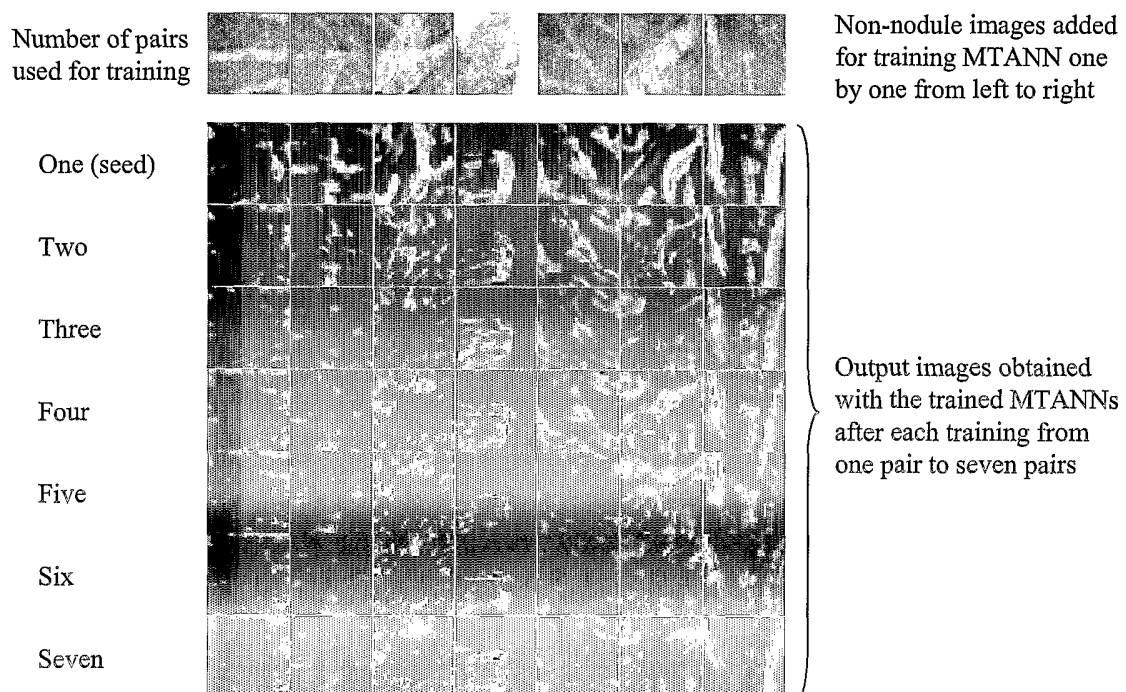 Number of pairs
used for training
Non-nodule images added
for training MTANN one
by one from left to right
One (seed)
Two
Three
Four
Five
Six
Seven
Output images obtained
with the trained MTANNs
after each training from
one pair to seven pairs